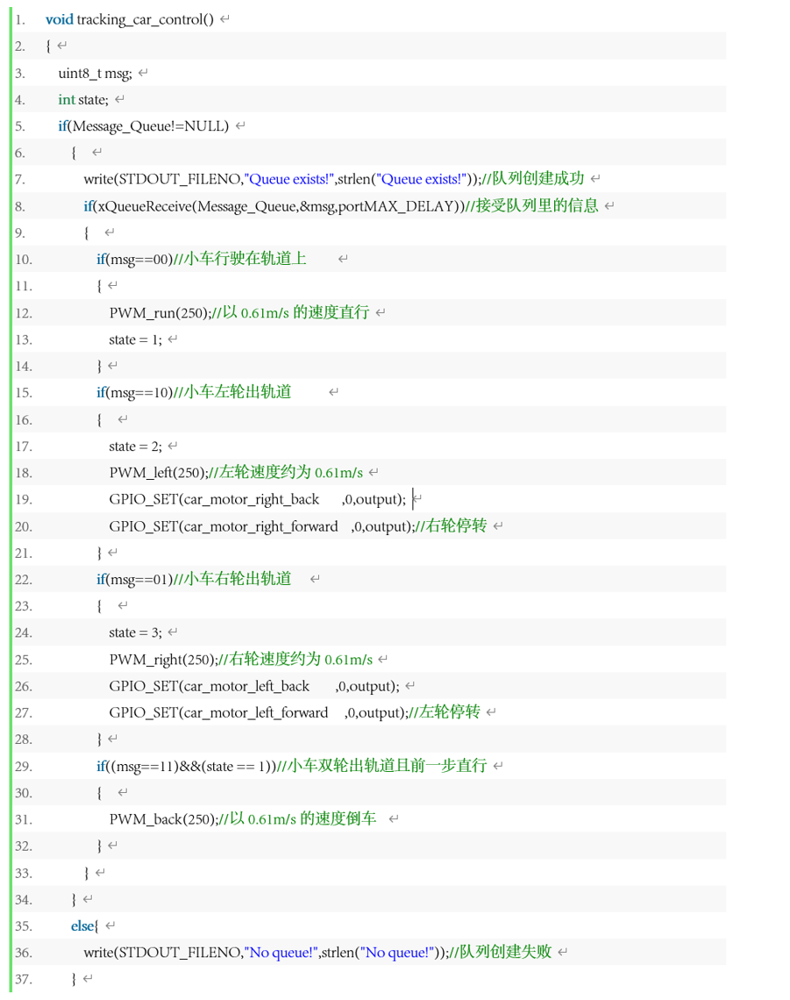 1. void tracking_car_control() ↵
2. { ↵
3. uint8_t msg; ↵
4. int state; ↵
5. if(Message_Queue!=NULL) ↵
6. { ↵
7. write(STDOUT_FILENO,"Queue exists!",strlen("Queue exists!"));//队列创建成功 ↵
8. if(xQueueReceive(Message_Queue,&msg,portMAX_DELAY))//接受队列里的信息 ↵
9. { ↵
10. if(msg==00)//小车行驶在轨道上 ↵
11. { ↵
12. PWM_run(250);//以 0.61m/s 的速度直行 ↵
13. state = 1; ↵
14. } ↵
15. if(msg==10)//小车左轮出轨道 ↵
16. { ↵
17. state = 2; ↵
18. PWM_left(250);//左轮速度约为 0.61m/s ↵
19. GPIO_SET(car_motor_right_back ,0,output); ↵
20. GPIO_SET(car_motor_right_forward ,0,output);//右轮停转 ↵
21. } ↵
22. if(msg==01)//小车右轮出轨道 ↵
23. { ↵
24. state = 3; ↵
25. PWM_right(250);//右轮速度约为 0.61m/s ↵
26. GPIO_SET(car_motor_left_back ,0,output); ↵
27. GPIO_SET(car_motor_left_forward ,0,output);//左轮停转 ↵
28. } ↵
29. if((msg==11)&&(state == 1))//小车双轮出轨道且前一步直行 ↵
30. { ↵
31. PWM_back(250);//以 0.61m/s 的速度倒车 ↵
32. } ↵
33. } ↵
34. } ↵
35. else{ ↵
36. write(STDOUT_FILENO,"No queue!",strlen("No queue!"));//队列创建失败 ↵
37. } ↵